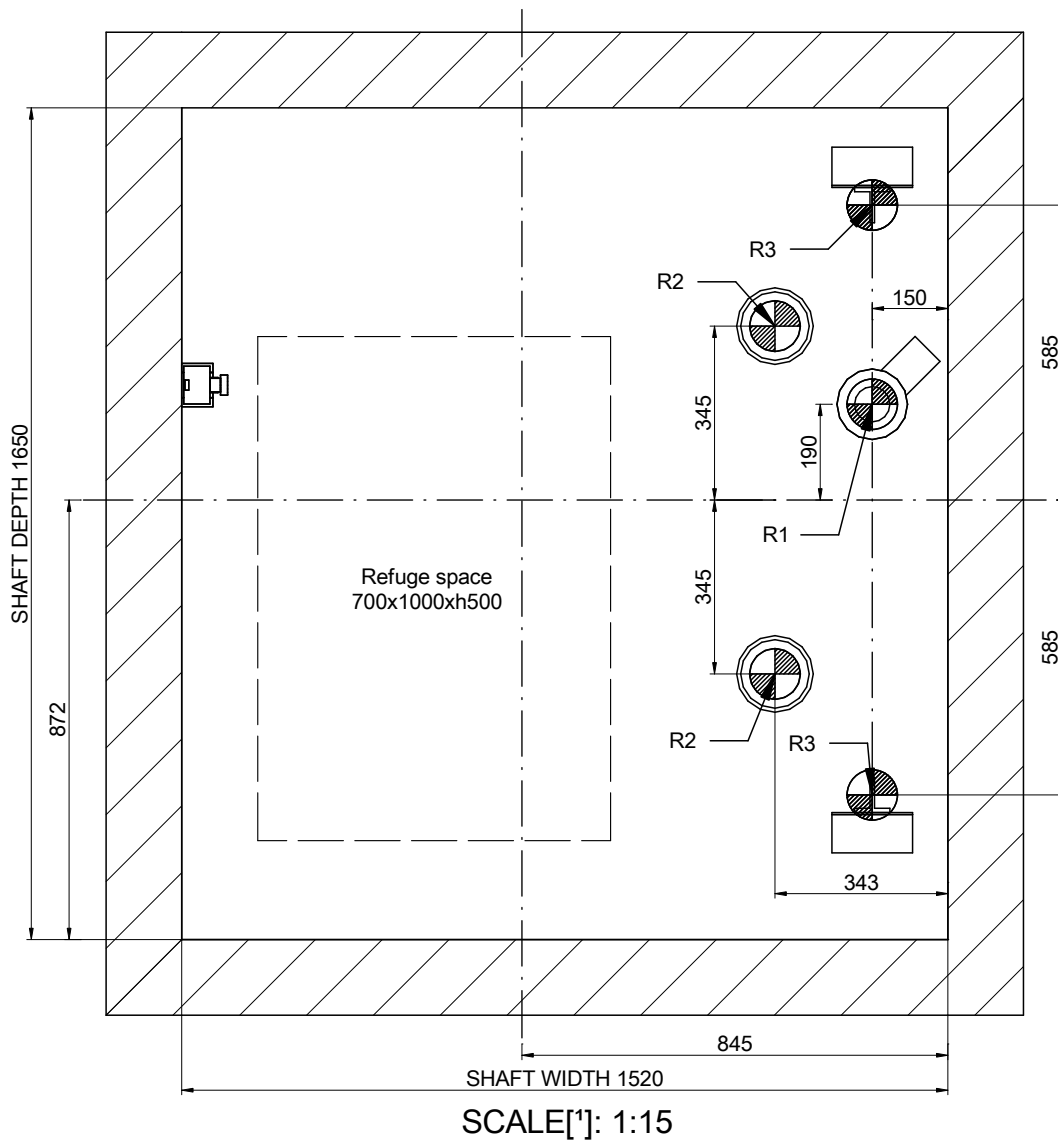 R3
R2
150
585
345
190
SHAFT DEPTH 1650
R1
Refuge space
700x1000xh500
345
585
872
R2
R3
343
845
SHAFT WIDTH 1520
SCALE[¹]: 1:15